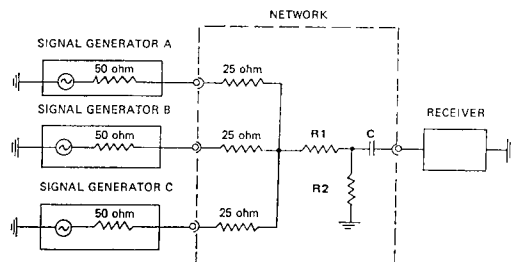 NETWORK
SIGNAL GENERATOR A
50 ohm
25 ohm
SIGNAL GENERATOR B
50 ohm
25 ohm
R1
C
RECEIVER
R2
SIGNAL GENERATOR C
50 ohm
25 ohm